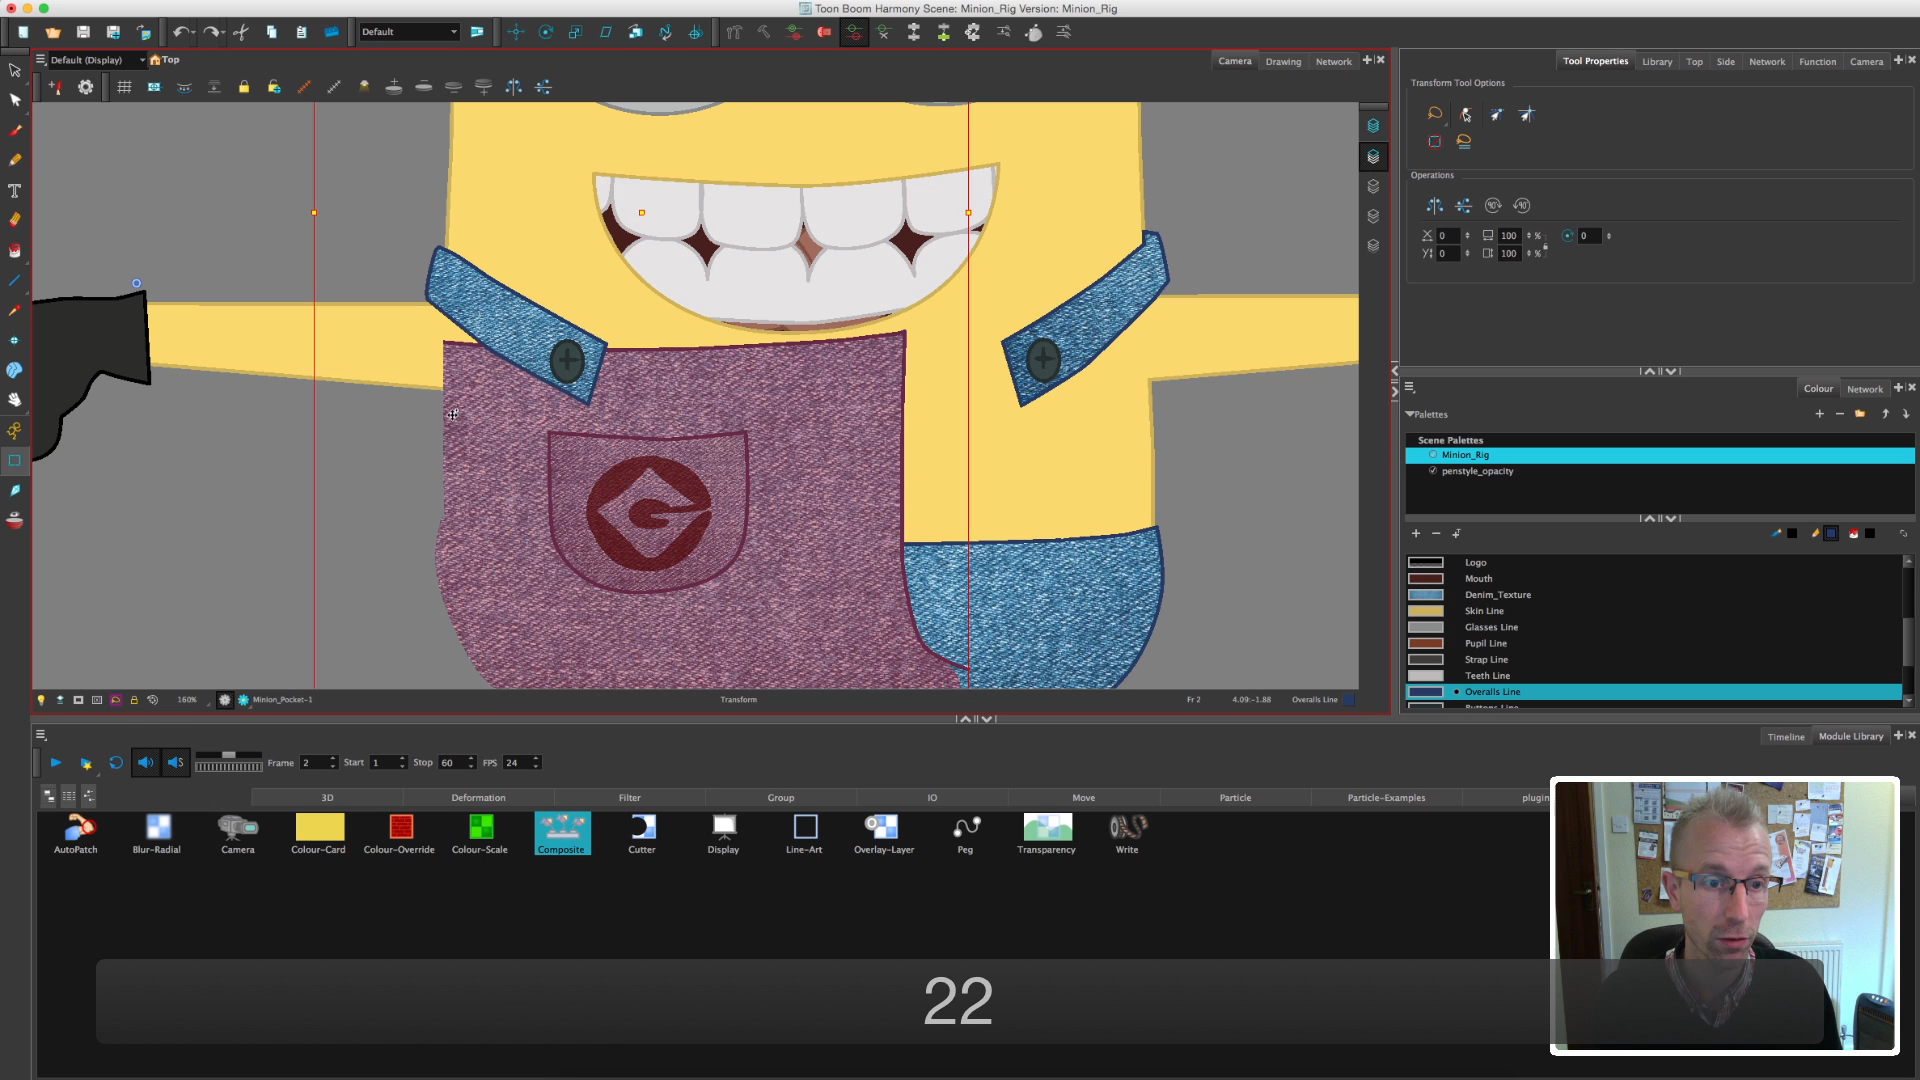 Toon Boom Harmony Scene: Minion_Rig Version: Minion_Rig
Default
Default (Display)
Top
Camera
Drawing
Network
Tool Properties
Library
Top
Side
Network
Function
Camera
Transform Tool Options
Operations
90°
90°
X
0
100
%
0
Y
0
100
%
Colour
Network
Palettes
Scene Palettes
Minion_Rig
penstyle_opacity
Logo
Mouth
Denim_Texture
Skin Line
Glasses Line
Pupil Line
Strap Line
Teeth Line
Overalls Line
Buttons Line
160%
Minion_Pocket-1
Transform
Fr 2
4.09:-1.88
Overalls Line
Timeline
Module Library
Frame
2
Start
1
Stop
60
FPS
24
3D
Deformation
Filter
Group
IO
Move
Particle
Particle-Examples
plugin
AutoPatch
Blur-Radial
Camera
Colour-Card
Colour-Override
Colour-Scale
Composite
Cutter
Display
Line-Art
Overlay-Layer
Peg
Transparency
Write
22